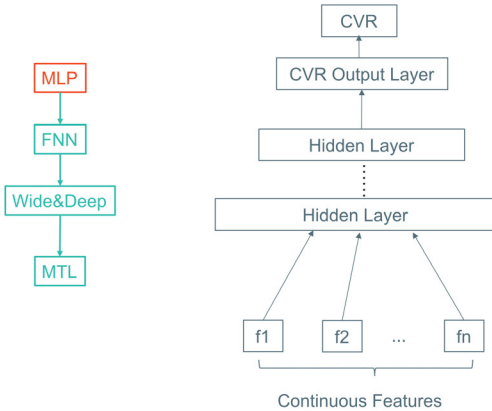 MLP
FNN
Wide&Deep
MTL
CVR
CVR Output Layer
Hidden Layer
Hidden Layer
f1 f2 ... fn
Continuous Features